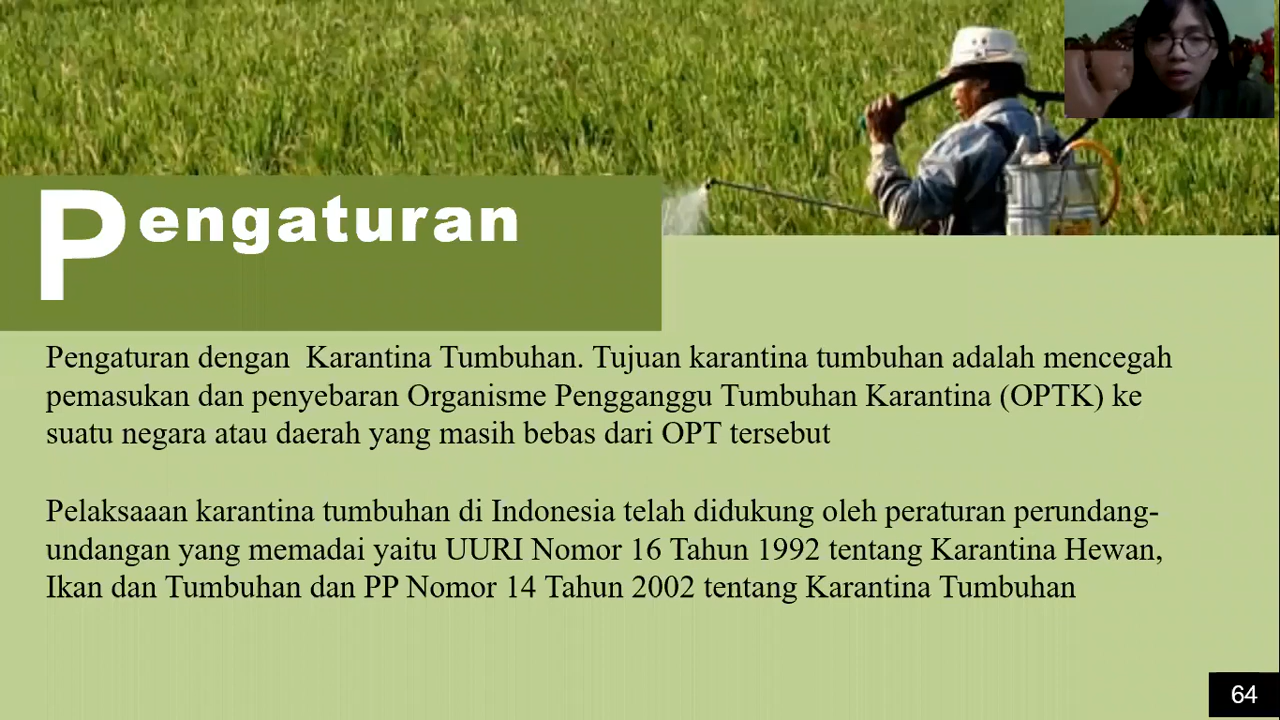 Pengaturan
Pengaturan dengan  Karantina Tumbuhan. Tujuan karantina tumbuhan adalah mencegah
pemasukan dan penyebaran Organisme Pengganggu Tumbuhan Karantina (OPTK) ke
suatu negara atau daerah yang masih bebas dari OPT tersebut
Pelaksaaan karantina tumbuhan di Indonesia telah didukung oleh peraturan perundang-
undangan yang memadai yaitu UURI Nomor 16 Tahun 1992 tentang Karantina Hewan,
Ikan dan Tumbuhan dan PP Nomor 14 Tahun 2002 tentang Karantina Tumbuhan
64